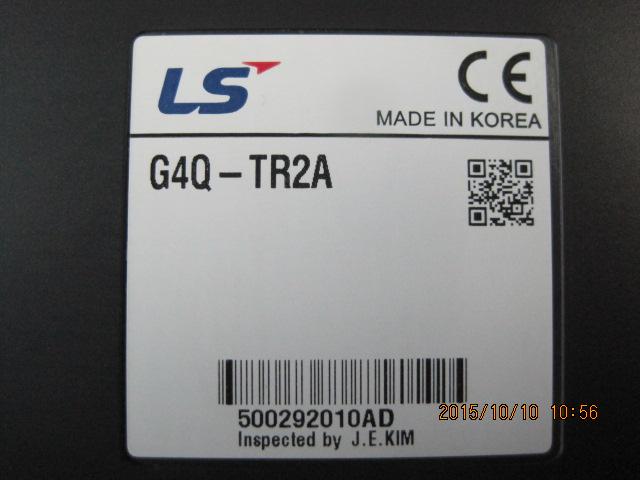 LS CE
MADE IN KOREA
G4Q-TR2A
500292010AD
Inspected by J.E.KIM
2015/10/10 10:56